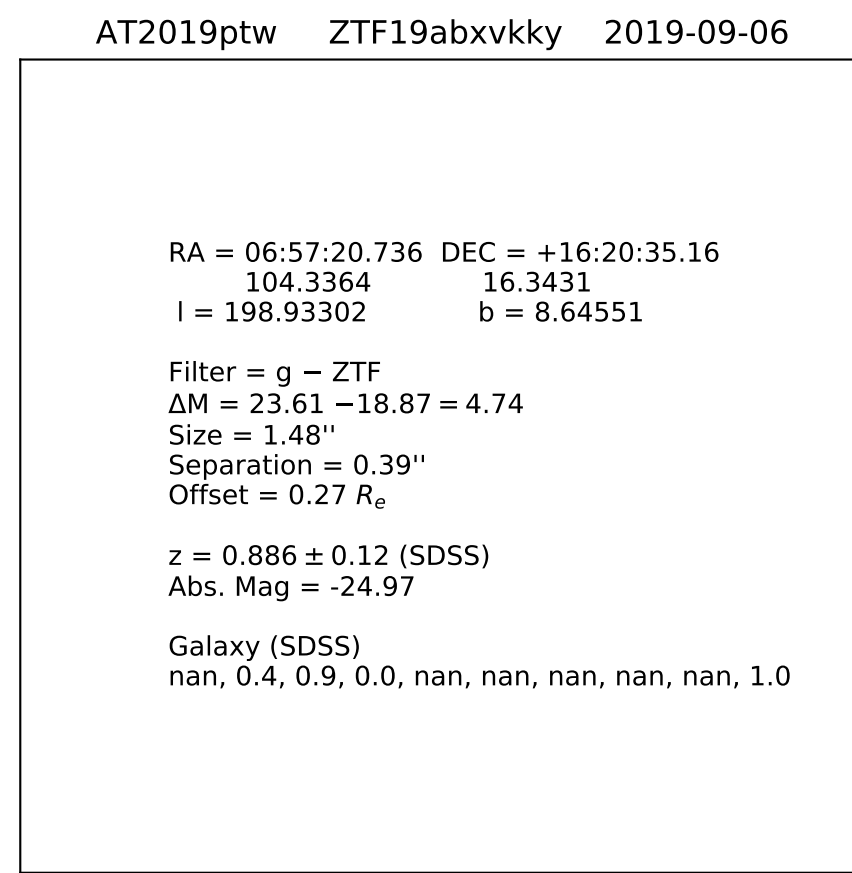 AT2019ptw ZTF19abxvkky 2019-09-06
RA = 06:57:20.736 DEC = +16:20:35.16
104.3364 16.3431
l = 198.93302 b = 8.64551
Filter = g − ZTF
ΔM = 23.61 −18.87 = 4.74
Size = 1.48''
Separation = 0.39''
Offset = 0.27 Re
z = 0.886 ± 0.12 (SDSS)
Abs. Mag = -24.97
Galaxy (SDSS)
nan, 0.4, 0.9, 0.0, nan, nan, nan, nan, nan, 1.0